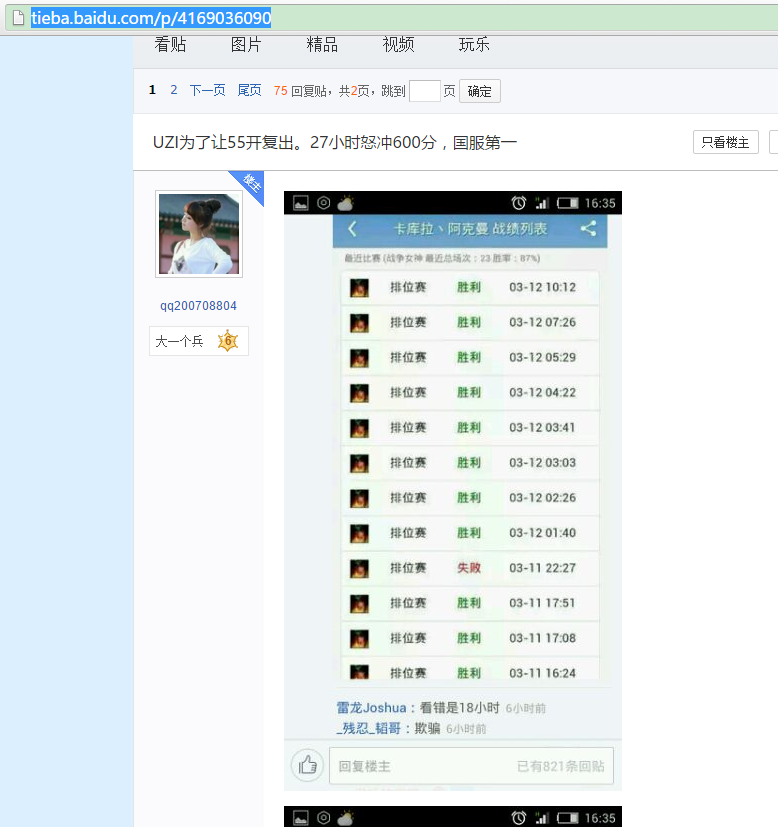 tieba.baidu.com/p/4169036090
看贴 图片 精品 视频 玩乐
1 2 下一页 尾页 75 回复贴，共2页，跳到 页 确定
UZI为了让55开复出。27小时怒冲600分，国服第一
只看楼主
楼主
16:35
卡库拉丶阿克曼 战绩列表
最近比赛 (战争女神 最近总场次：23 胜率：87%)
排位赛 胜利 03-12 10:12
排位赛 胜利 03-12 07:26
排位赛 胜利 03-12 05:29
排位赛 胜利 03-12 04:22
排位赛 胜利 03-12 03:41
排位赛 胜利 03-12 03:03
排位赛 胜利 03-12 02:26
排位赛 胜利 03-12 01:40
排位赛 失败 03-11 22:27
排位赛 胜利 03-11 17:51
排位赛 胜利 03-11 17:08
排位赛 胜利 03-11 16:24
qq200708804
大一个兵 6
雷龙Joshua：看错是18小时 6小时前
_残忍_韬哥：欺骗 6小时前
回复楼主 已有821条回贴
16:35